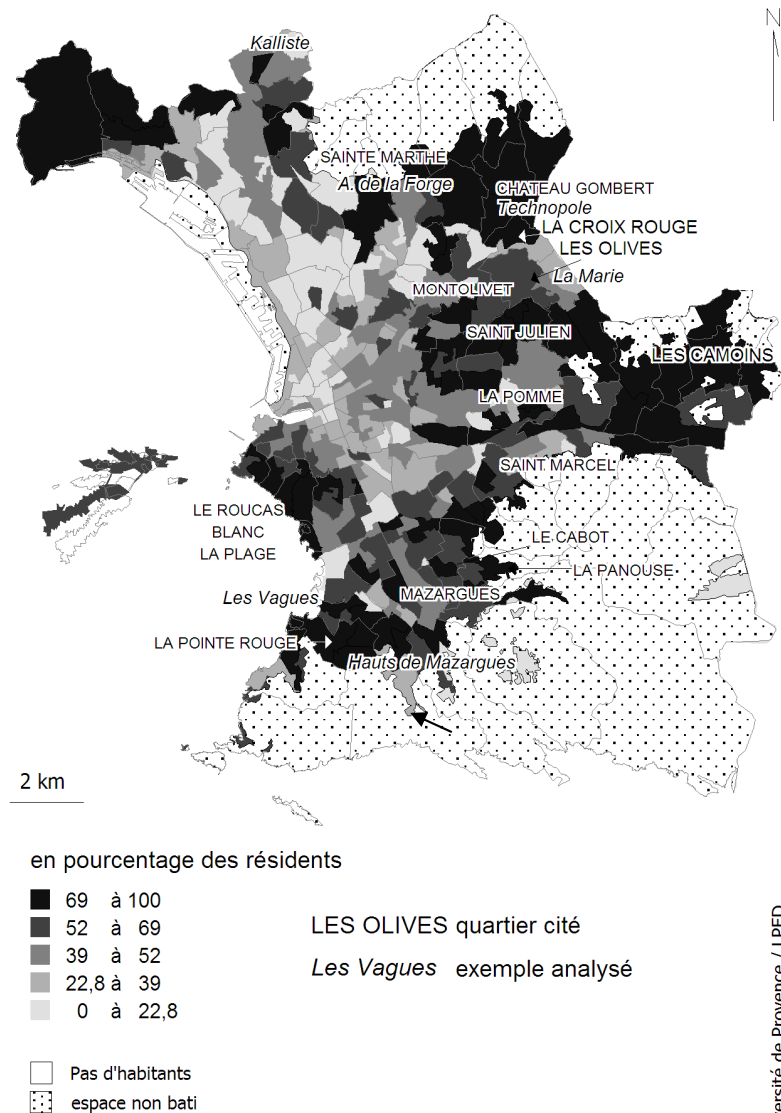 N
Kalliste
SAINTE MARTHE
A. de la Forge
CHATEAU GOMBERT
Technopole
LA CROIX ROUGE
LES OLIVES
La Marie
MONTOLIVET
SAINT JULIEN
LES CAMOINS
LA POMME
SAINT MARCEL
LE ROUCAS
BLANC
LA PLAGE
LE CABOT
LA PANOUSE
Les Vagues
MAZARGUES
LA POINTE ROUGE
Hauts de Mazargues
2 km
en pourcentage des résidents
69 à 100
52 à 69
39 à 52
22,8 à 39
0 à 22,8
LES OLIVES quartier cité
Les Vagues exemple analysé
Pas d'habitants
espace non bati
de Provence / LPED